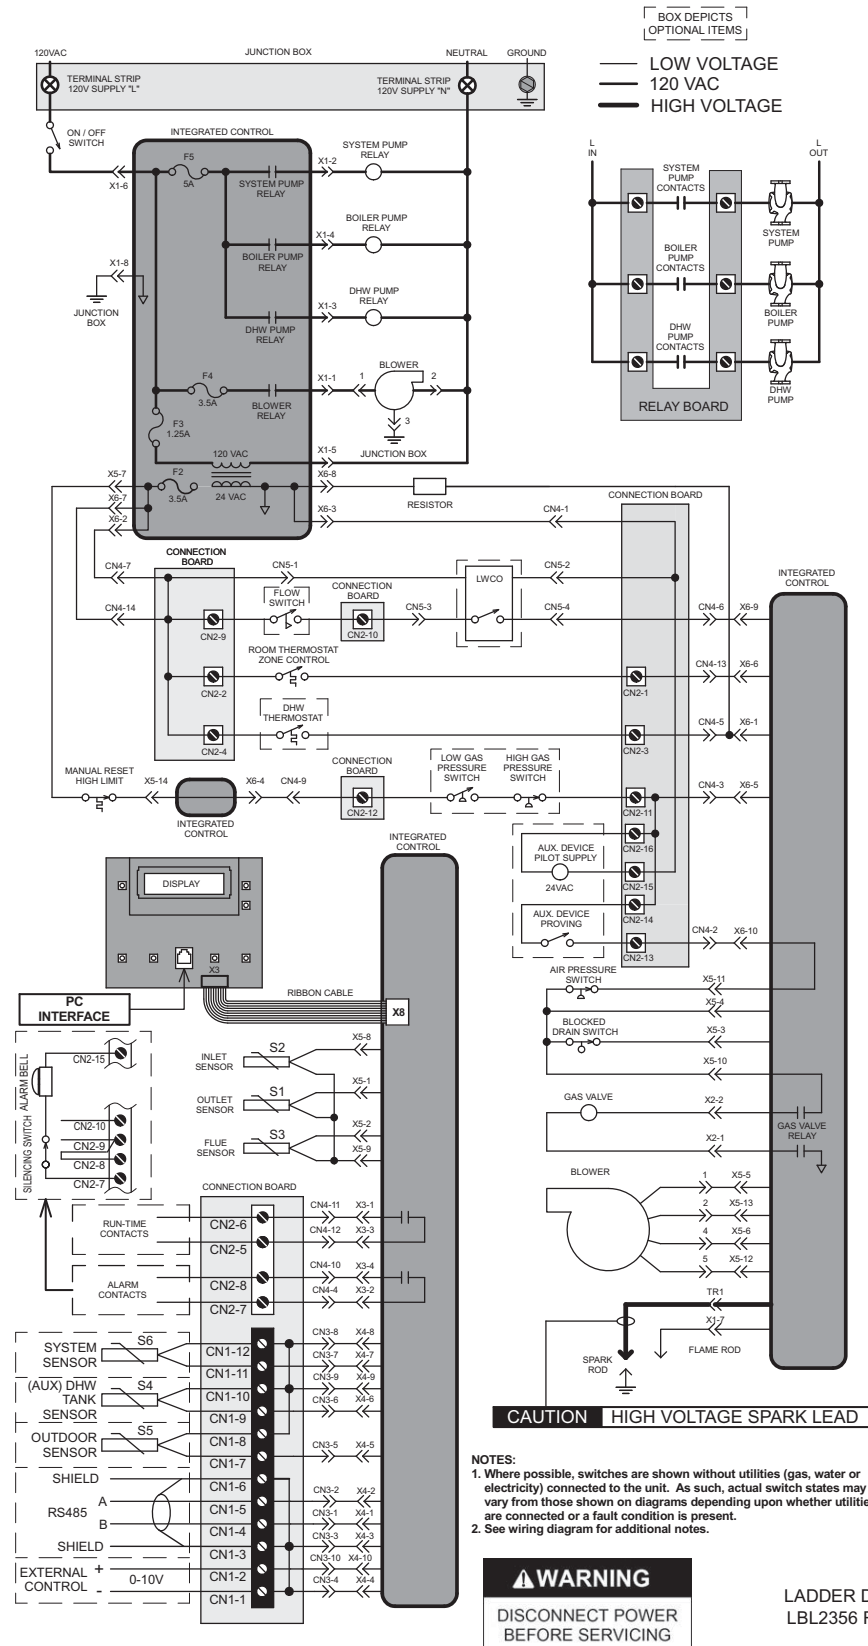 BOX DEPICTS
OPTIONAL ITEMS
LOW VOLTAGE
120 VAC
HIGH VOLTAGE
120VAC
JUNCTION BOX
NEUTRAL
GROUND
TERMINAL STRIP
120V SUPPLY "L"
TERMINAL STRIP
120V SUPPLY "N"
ON / OFF
SWITCH
INTEGRATED CONTROL
F5
5A
X1-6
SYSTEM PUMP
RELAY
X1-2
SYSTEM PUMP
RELAY
BOILER PUMP
RELAY
X1-4
BOILER PUMP
RELAY
X1-8
JUNCTION
BOX
DHW PUMP
RELAY
X1-3
DHW PUMP
RELAY
F4
3.5A
BLOWER
RELAY
X1-1
1
BLOWER
2
3
F3
1.25A
120 VAC
X1-5
JUNCTION BOX
X5-7
F2
3.5A
24 VAC
X6-8
RESISTOR
X6-7
X6-2
X6-3
CN4-1
L
IN
L
OUT
SYSTEM
PUMP
CONTACTS
SYSTEM
PUMP
BOILER
PUMP
CONTACTS
BOILER
PUMP
DHW
PUMP
CONTACTS
DHW
PUMP
RELAY BOARD
CONNECTION BOARD
CONNECTION
BOARD
CN4-7
CN5-1
LWCO
CN5-2
INTEGRATED
CONTROL
CN4-14
CN2-9
FLOW
SWITCH
CONNECTION
BOARD
CN2-10
CN5-3
CN5-4
CN4-6
X6-9
CN2-2
ROOM THERMOSTAT
ZONE CONTROL
CN2-1
CN4-13
X6-6
CN2-4
DHW
THERMOSTAT
CN2-3
CN4-5
X6-1
MANUAL RESET
HIGH LIMIT
X5-14
INTEGRATED
CONTROL
X6-4
CN4-9
CONNECTION
BOARD
CN2-12
LOW GAS
PRESSURE
SWITCH
HIGH GAS
PRESSURE
SWITCH
CN2-11
CN4-3
X6-5
CN2-16
AUX. DEVICE
PILOT SUPPLY
24VAC
CN2-15
CN2-14
AUX. DEVICE
PROVING
CN2-13
CN4-2
X6-10
AIR PRESSURE
SWITCH
X5-11
X5-4
BLOCKED
DRAIN SWITCH
X5-3
X5-10
GAS VALVE
X2-2
GAS VALVE
RELAY
X2-1
BLOWER
1
X5-5
2
X5-13
4
X5-6
5
X5-12
TR1
X1-7
SPARK
ROD
FLAME ROD
CAUTION HIGH VOLTAGE SPARK LEAD
INTEGRATED
CONTROL
DISPLAY
X3
PC
INTERFACE
RIBBON CABLE
X8
SILENCING SWITCH
ALARM BELL
CN2-15
CN2-10
CN2-9
CN2-8
CN2-7
INLET
SENSOR
S2
X5-8
OUTLET
SENSOR
S1
X5-1
FLUE
SENSOR
S3
X5-2
X5-9
CONNECTION BOARD
RUN-TIME
CONTACTS
CN2-6
CN4-11
X3-1
CN2-5
CN4-12
X3-3
ALARM
CONTACTS
CN2-8
CN4-10
X3-4
CN2-7
CN4-4
X3-2
SYSTEM
SENSOR
S6
CN1-12
CN3-8
X4-8
CN1-11
CN3-7
X4-7
(AUX) DHW
TANK
SENSOR
S4
CN1-10
CN3-9
X4-9
CN1-9
CN3-6
X4-6
OUTDOOR
SENSOR
S5
CN1-8
CN1-7
CN3-5
X4-5
SHIELD
CN1-6
RS485
A
CN1-5
CN3-2
X4-2
B
CN1-4
CN3-1
X4-1
SHIELD
CN1-3
CN3-3
X4-3
EXTERNAL
CONTROL
+
0-10V
-
CN1-2
CN3-10
X4-10
CN1-1
CN3-4
X4-4
NOTES:
1. Where possible, switches are shown without utilities (gas, water or
electricity) connected to the unit. As such, actual switch states may
vary from those shown on diagrams depending upon whether utilitie
are connected or a fault condition is present.
2. See wiring diagram for additional notes.
WARNING
DISCONNECT POWER
BEFORE SERVICING
LADDER D
LBL2356